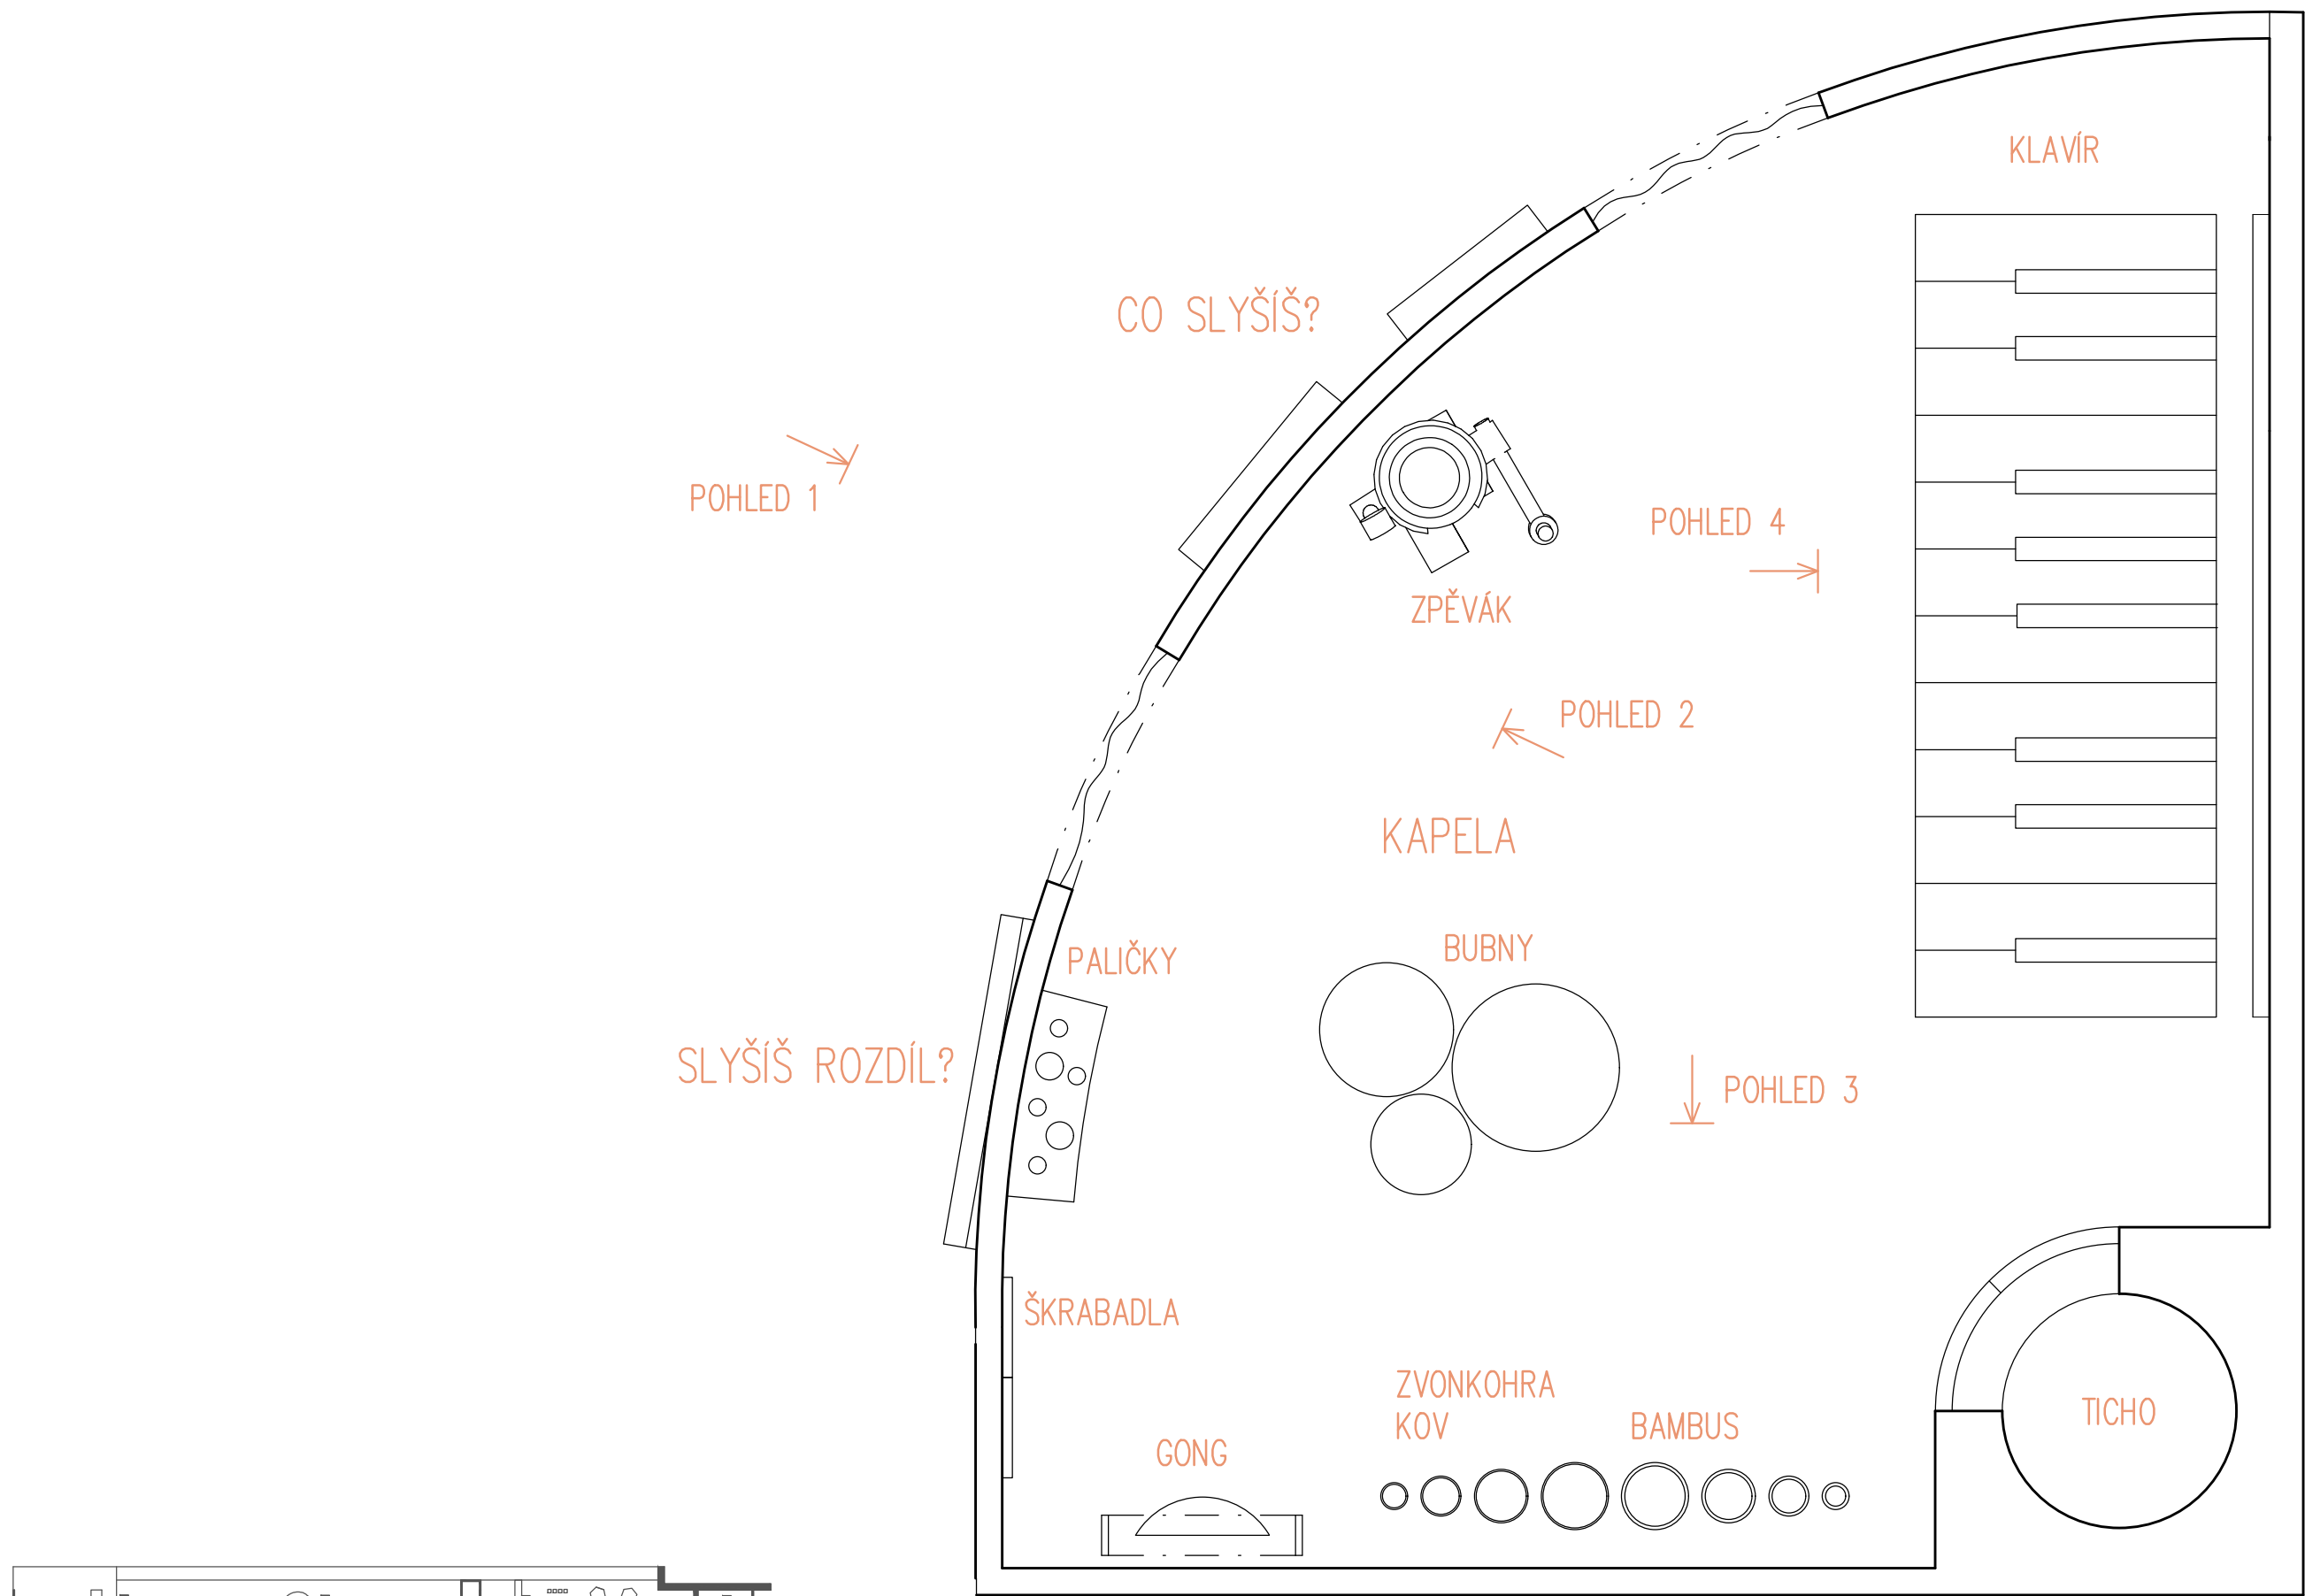 KLAVÍR
CO SLYŠÍŠ?
POHLED 1
POHLED 4
ZPĚVÁK
POHLED 2
KAPELA
BUBNY
PALIČKY
SLYŠÍŠ ROZDÍL?
POHLED 3
ŠKRABADLA
ZVONKOHRA
KOV
BAMBUS
TICHO
GONG